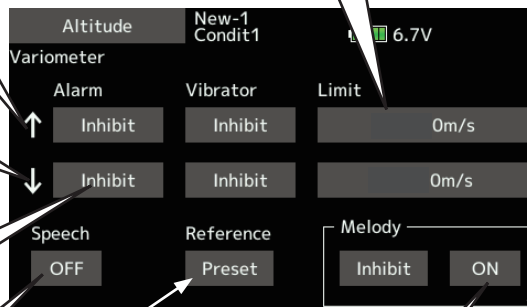 Altitude New-1
Condit1 6.7V
Variometer
Alarm Vibrator Limit
↑ Inhibit Inhibit 0m/s
↓ Inhibit Inhibit 0m/s
Speech Reference Melody
OFF Preset Inhibit ON